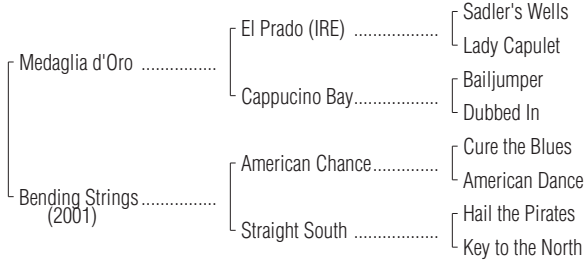 Sadler's Wells
El Prado (IRE) ..................
Lady Capulet
Medaglia d'Oro ................
Bailjumper
Cappucino Bay..................
Dubbed In
Cure the Blues
American Chance..............
American Dance
Bending Strings................
(2001)
Hail the Pirates
Straight South ..................
Key to the North